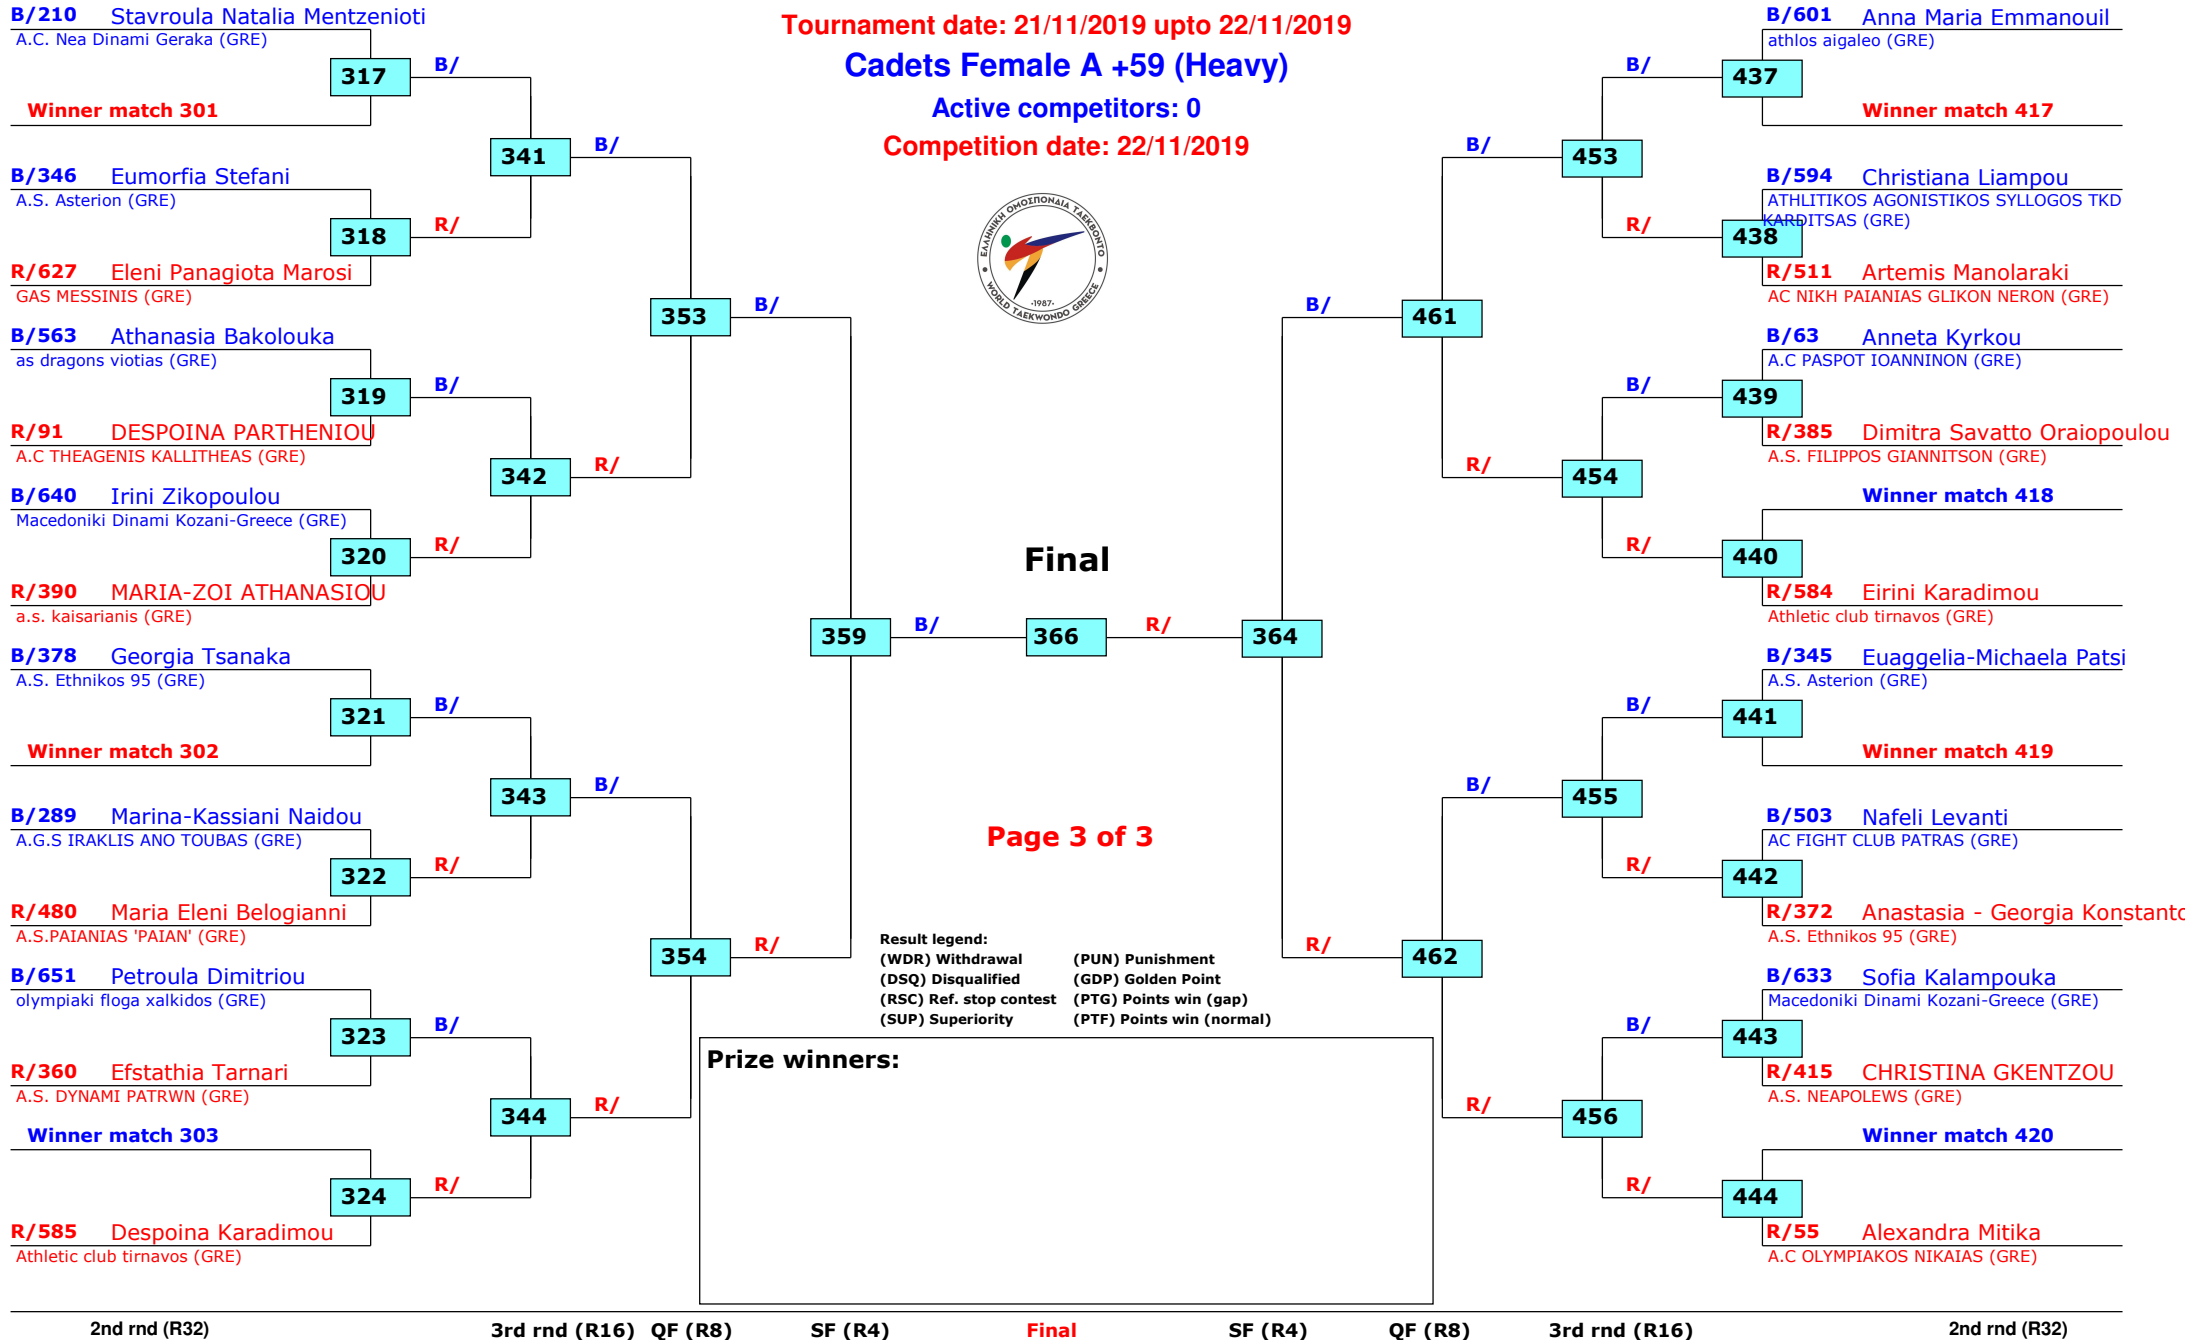 Tournament date: 21/11/2019 upto 22/11/2019
Cadets Female A +59 (Heavy)
Active competitors: 0
Competition date: 22/11/2019
ΕΛΛΗΝΙΚΗ ΟΜΟΣΠΟΝΔΙΑ ΤΑΕΚΒΟΝΤΟ
·1987·
WORLD TAEKWONDO GREECE
B/210 Stavroula Natalia Mentzenioti
A.C. Nea Dinami Geraka (GRE)
317
Winner match 301
B/346 Eumorfia Stefani
A.S. Asterion (GRE)
318
R/627 Eleni Panagiota Marosi
GAS MESSINIS (GRE)
B/563 Athanasia Bakolouka
as dragons viotias (GRE)
319
R/91 DESPOINA PARTHENIOU
A.C THEAGENIS KALLITHEAS (GRE)
B/640 Irini Zikopoulou
Macedoniki Dinami Kozani-Greece (GRE)
320
R/390 MARIA-ZOI ATHANASIOU
a.s. kaisarianis (GRE)
B/378 Georgia Tsanaka
A.S. Ethnikos 95 (GRE)
321
Winner match 302
B/289 Marina-Kassiani Naidou
A.G.S IRAKLIS ANO TOUBAS (GRE)
322
R/480 Maria Eleni Belogianni
A.S.PAIANIAS 'PAIAN' (GRE)
B/651 Petroula Dimitriou
olympiaki floga xalkidos (GRE)
323
R/360 Efstathia Tarnari
A.S. DYNAMI PATRWN (GRE)
Winner match 303
324
R/585 Despoina Karadimou
Athletic club tirnavos (GRE)
B/
341
R/
B/
342
R/
B/
343
R/
B/
344
R/
B/
353
R/
B/
354
R/
B/
359
R/
Final
B/
366
R/
Page 3 of 3
B/
364
R/
B/
461
R/
B/
462
R/
B/
453
R/
B/
454
R/
B/
455
R/
B/
456
R/
B/601 Anna Maria Emmanouil
athlos aigaleo (GRE)
437
Winner match 417
B/594 Christiana Liampou
ATHLITIKOS AGONISTIKOS SYLLOGOS TKD
KARDITSAS (GRE)
438
R/511 Artemis Manolaraki
AC NIKH PAIANIAS GLIKON NERON (GRE)
B/63 Anneta Kyrkou
A.C PASPOT IOANNINON (GRE)
439
R/385 Dimitra Savatto Oraiopoulou
A.S. FILIPPOS GIANNITSON (GRE)
Winner match 418
440
R/584 Eirini Karadimou
Athletic club tirnavos (GRE)
B/345 Euaggelia-Michaela Patsi
A.S. Asterion (GRE)
441
Winner match 419
B/503 Nafeli Levanti
AC FIGHT CLUB PATRAS (GRE)
442
R/372 Anastasia - Georgia Konstanto
A.S. Ethnikos 95 (GRE)
B/633 Sofia Kalampouka
Macedoniki Dinami Kozani-Greece (GRE)
443
R/415 CHRISTINA GKENTZOU
A.S. NEAPOLEWS (GRE)
Winner match 420
444
R/55 Alexandra Mitika
A.C OLYMPIAKOS NIKAIAS (GRE)
Result legend:
(WDR) Withdrawal (PUN) Punishment
(DSQ) Disqualified (GDP) Golden Point
(RSC) Ref. stop contest (PTG) Points win (gap)
(SUP) Superiority (PTF) Points win (normal)
Prize winners:
2nd rnd (R32) 3rd rnd (R16) QF (R8) SF (R4) Final SF (R4) QF (R8) 3rd rnd (R16) 2nd rnd (R32)